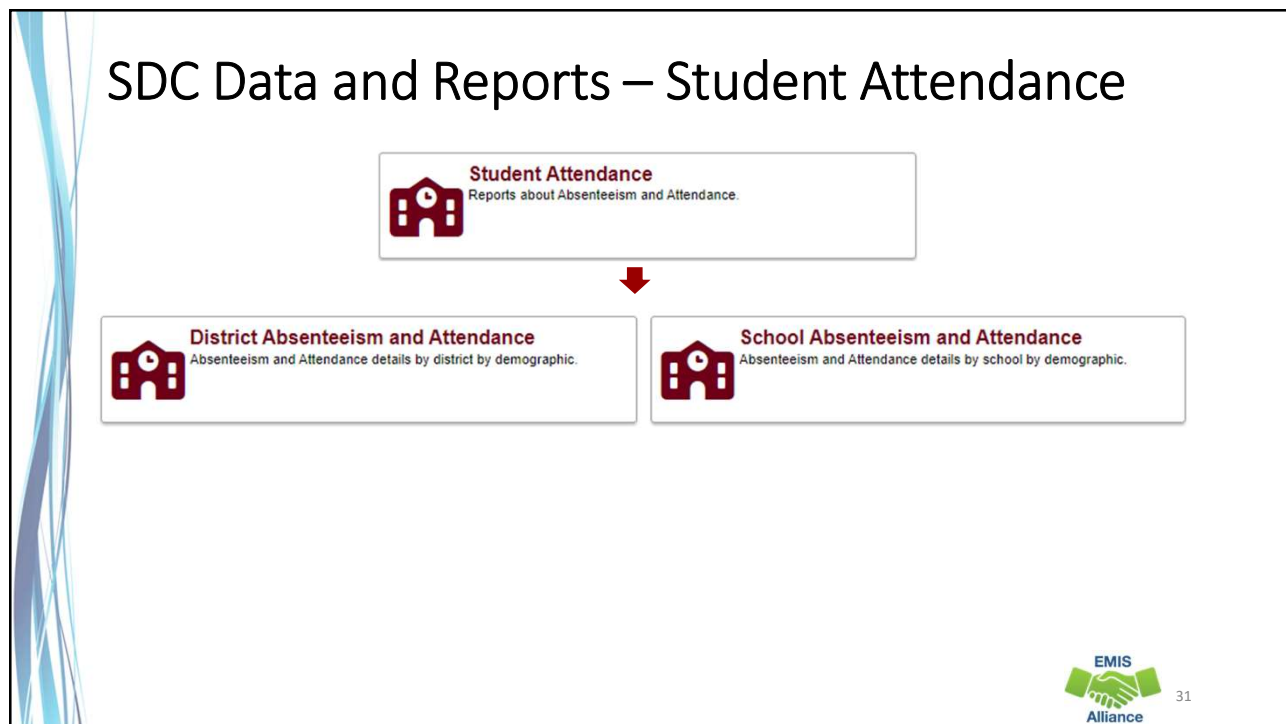 SDC Data and Reports – Student Attendance
Student Attendance
Reports about Absenteeism and Attendance.
District Absenteeism and Attendance
Absenteeism and Attendance details by district by demographic.
School Absenteeism and Attendance
Absenteeism and Attendance details by school by demographic.
EMIS
Alliance
31